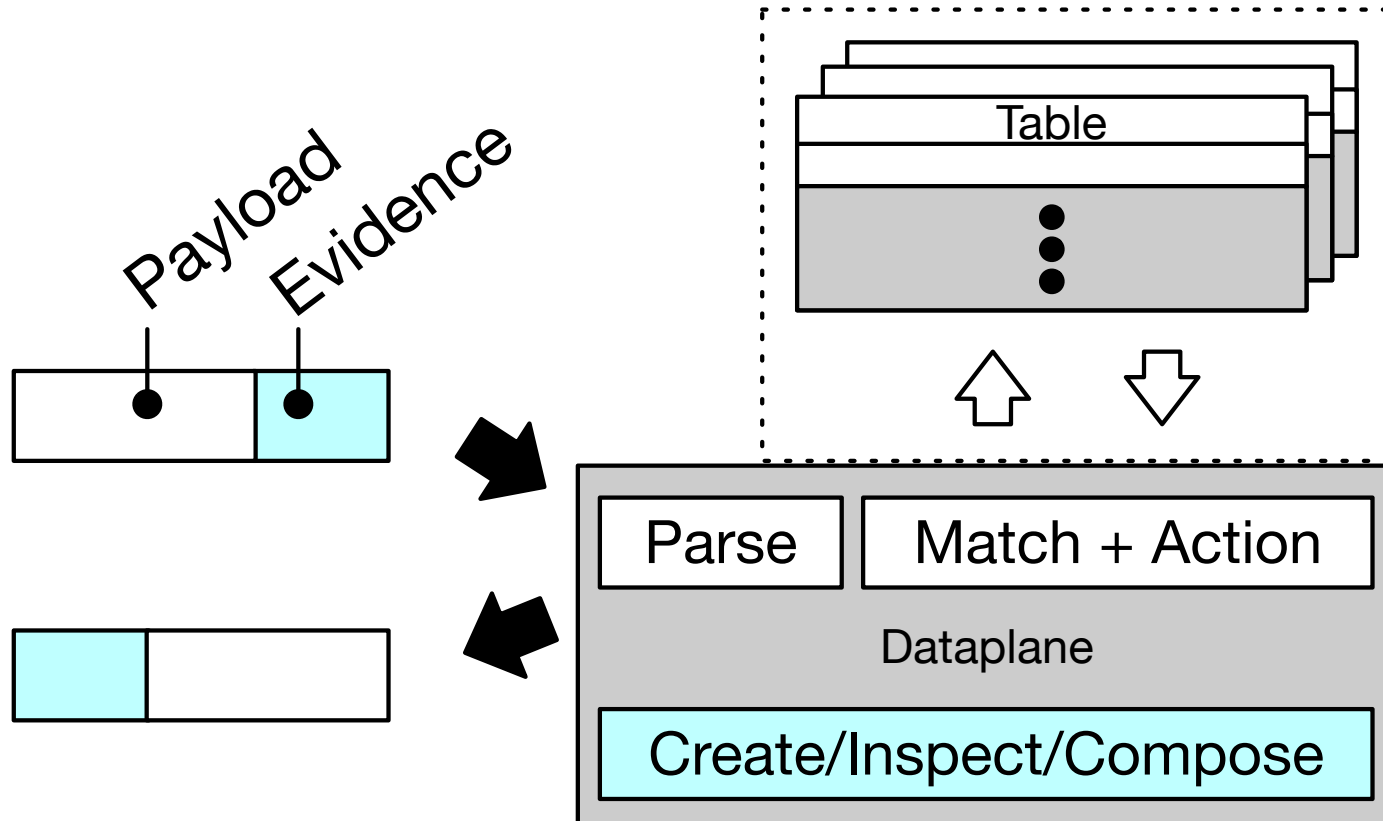 Table
Payload
Evidence
Parse
Match + Action
Dataplane
Create/Inspect/Compose